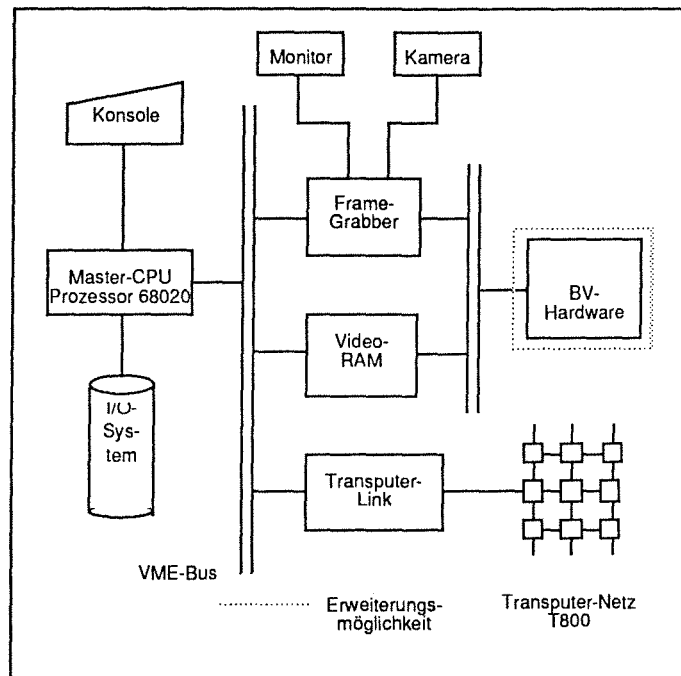 Monitor
Kamera
Konsole
Frame-
Grabber
Master-CPU
Prozessor 68020
BV-
Hardware
Video-
RAM
I/O-
Sys-
tem
Transputer-
Link
VME-Bus
Erweiterungs-
möglichkeit
Transputer-Netz
T800